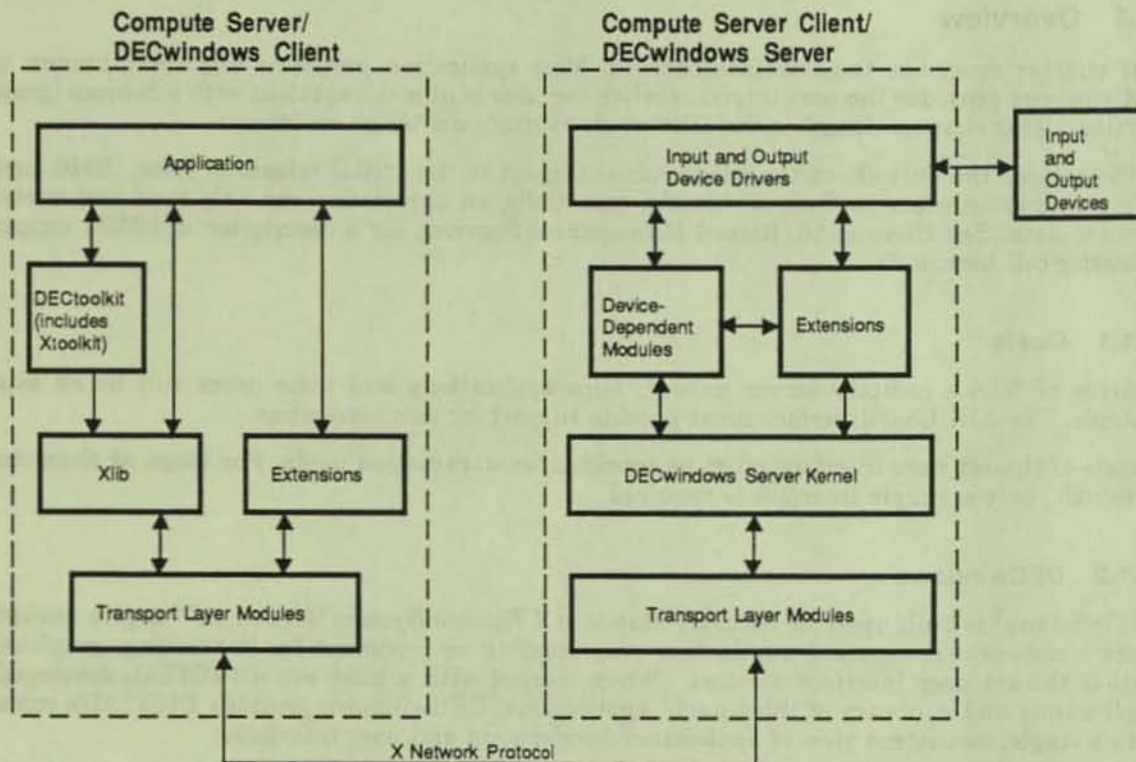 Compute Server/
DECwindows Client
Compute Server Client/
DECwindows Server
Application
Input and Output
Device Drivers
Input
and
Output
Devices
DECtoolkit
(includes
Xtoolkit)
Device-
Dependent
Modules
Extensions
Xlib
Extensions
DECwindows Server Kernel
Transport Layer Modules
Transport Layer Modules
X Network Protocol